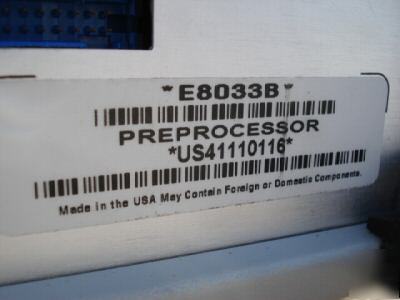 *E8033B*
PREPROCESSOR
*US41110116*
Made in the USA May Contain Foreign or Domestic Components.